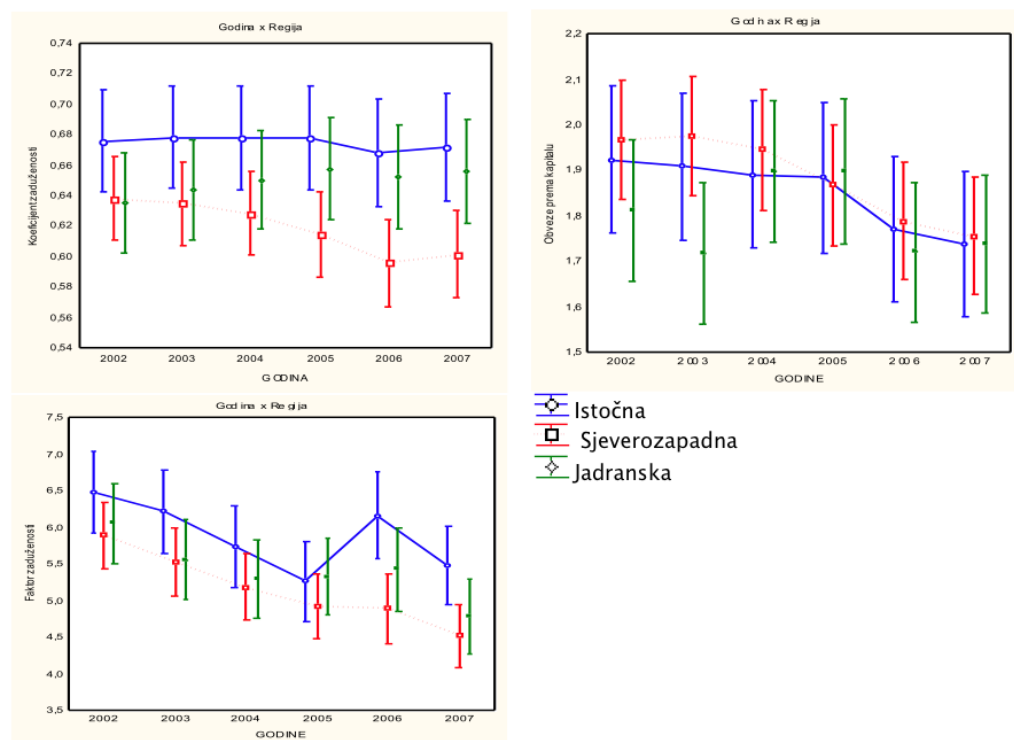 Godina x Regija
Koeficijent zaduženosti
0,74
0,72
0,70
0,68
0,66
0,64
0,62
0,60
0,58
0,56
0,54
2002 2003 2004 2005 2006 2007
GODINA
Godina x Regija
Obveze prema kapitalu
2,2
2,1
2,0
1,9
1,8
1,7
1,6
1,5
2002 2003 2004 2005 2006 2007
GODINE
Godina x Regija
Faktor zaduženosti
7,5
7,0
6,5
6,0
5,5
5,0
4,5
4,0
3,5
2002 2003 2004 2005 2006 2007
GODINE
Istočna
Sjeverozapadna
Jadranska